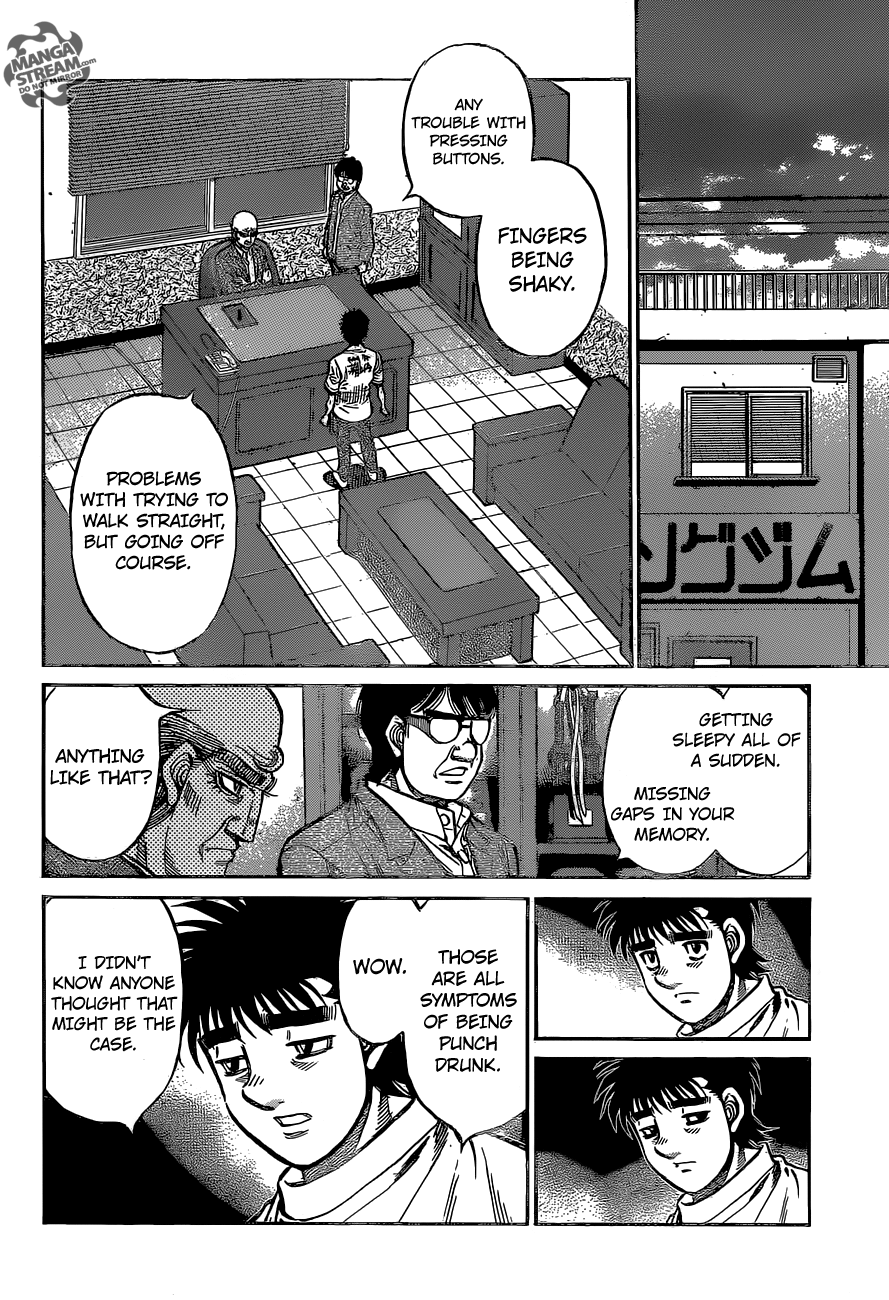 MANGA
STREAM.com
DO NOT MIRROR
ングジム
FINGERS
BEING
SHAKY.
ANY
TROUBLE WITH
PRESSING
BUTTONS.
PROBLEMS
WITH TRYING TO
WALK STRAIGHT,
BUT GOING OFF
COURSE.
GETTING
SLEEPY ALL OF
A SUDDEN.
MISSING
GAPS IN YOUR
MEMORY.
ANYTHING
LIKE THAT?
THOSE
ARE ALL
SYMPTOMS
OF BEING
PUNCH
DRUNK.
WOW.
I DIDN'T
KNOW ANYONE
THOUGHT THAT
MIGHT BE THE
CASE.